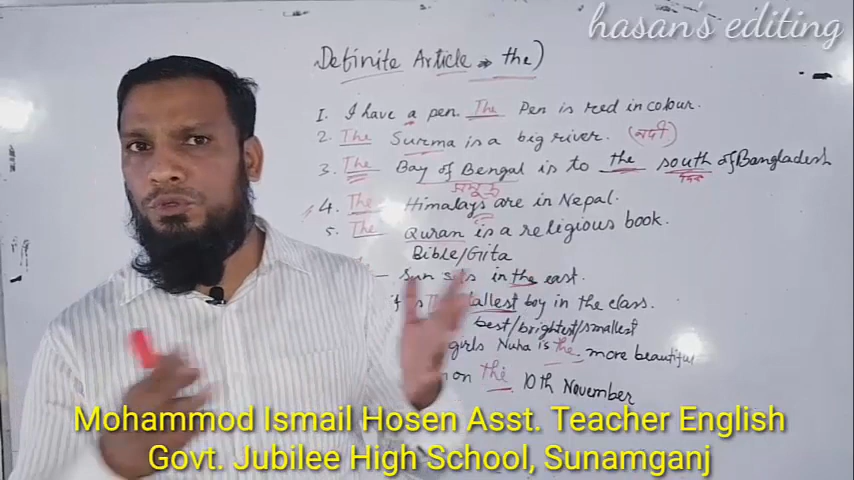 hasan's editing
Definite Article → the)
1. I have a pen. The Pen is red in colour.
2. The Surma is a big river. (নদী)
3. The Bay of Bengal is to the south of Bangladesh
সমুদ্র
4. The Himalays are in Nepal.
5. The Quran is a religious book.
Bible/Giita
Sun sets in the east.
is The tallest boy in the class.
best/brightest/smallest
girls Nuha is the more beautiful
on the 10th November
Mohammod Ismail Hosen Asst. Teacher English
Govt. Jubilee High School, Sunamganj